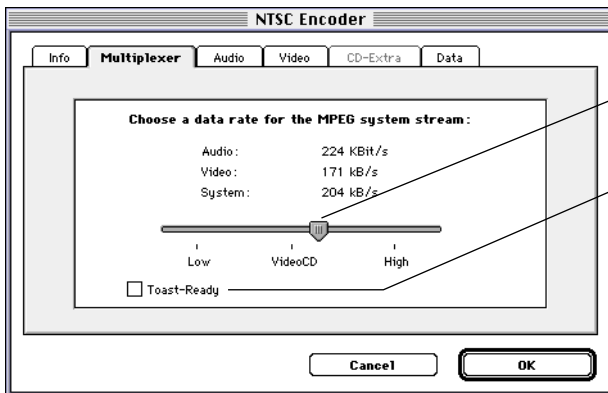 NTSC Encoder
Info Multiplexer Audio Video CD-Extra Data
Choose a data rate for the MPEG system stream:
Audio: 224 KBit/s
Video: 171 kB/s
System: 204 kB/s
Low VideoCD High
Toast-Ready
Cancel OK